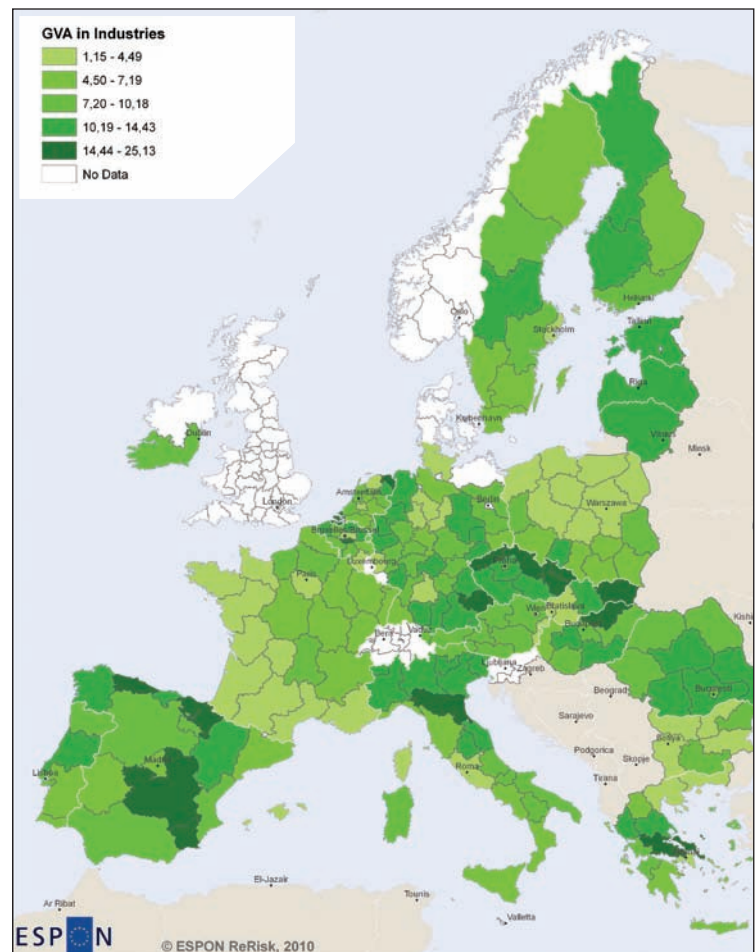 GVA in Industries
1,15 - 4,49
4,50 - 7,19
7,20 - 10,18
10,19 - 14,43
14,44 - 25,13
No Data
Oslo
Helsinki
Tallin
Stockholm
Riga
København
Vilnius
Minsk
Dublin
London
Amsterdam
Berlin
Warszawa
Luxembourg
Paris
Praha
Wien
Bratislava
Bern
Vaduz
Ljubljana
Zagreb
Beograd
Bucuresti
Sarajevo
Podgorica
Skopje
Sofiya
Tirana
Roma
Madrid
Lisboa
El-Jazair
Tounis
Ar Ribat
Valletta
ESPON
© ESPON ReRisk, 2010